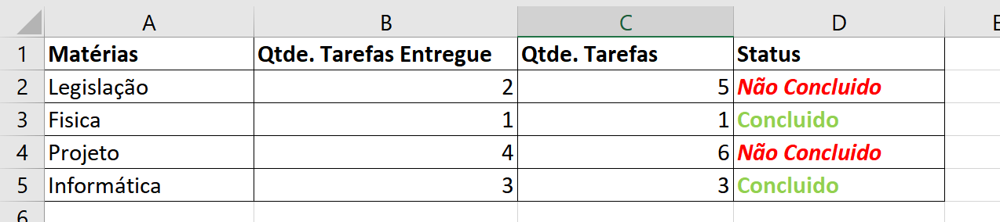 A B C D E
1 Matérias Qtde. Tarefas Entregue Qtde. Tarefas Status
2 Legislação 2 5 Não Concluido
3 Fisica 1 1 Concluido
4 Projeto 4 6 Não Concluido
5 Informática 3 3 Concluido
6